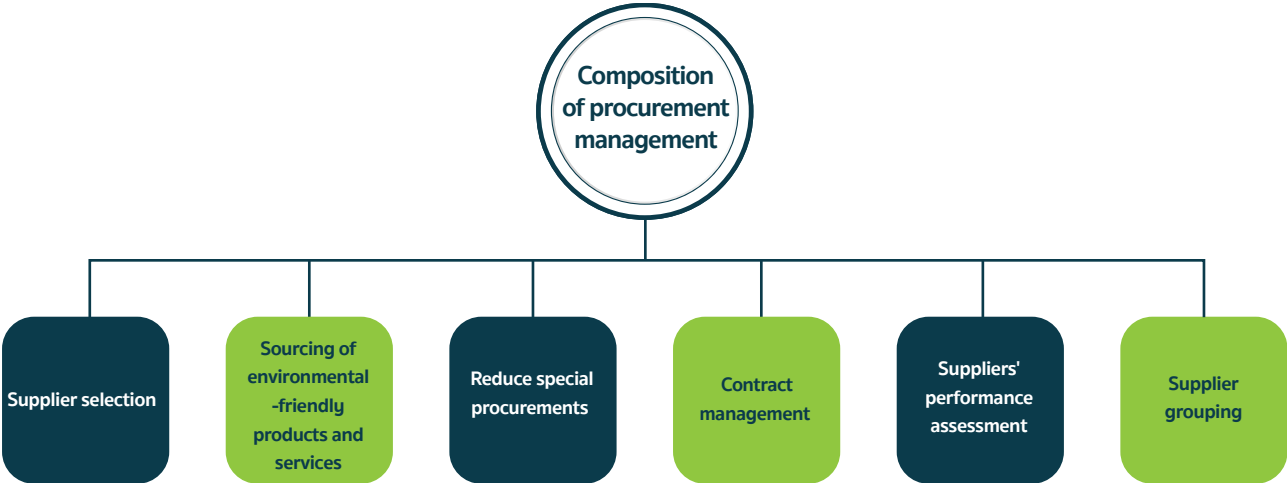 Composition
of procurement
management
Supplier selection
Sourcing of
environmental
-friendly
products and
services
Reduce special
procurements
Contract
management
Suppliers'
performance
assessment
Supplier
grouping